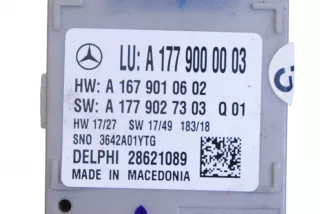 LU: A 177 900 00 03
HW: A 167 901 06 02
SW: A 177 902 73 03 Q 01
HW 17/27 SW 17/49 183/18
SNO 3642A01YTG
DELPHI 28621089
MADE IN MACEDONIA